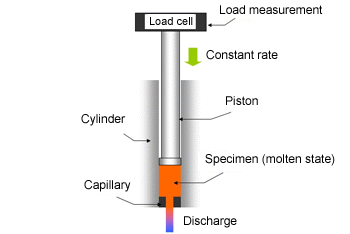 Load measurement
Load cell
Constant rate
Piston
Cylinder
Specimen (molten state)
Capillary
Discharge